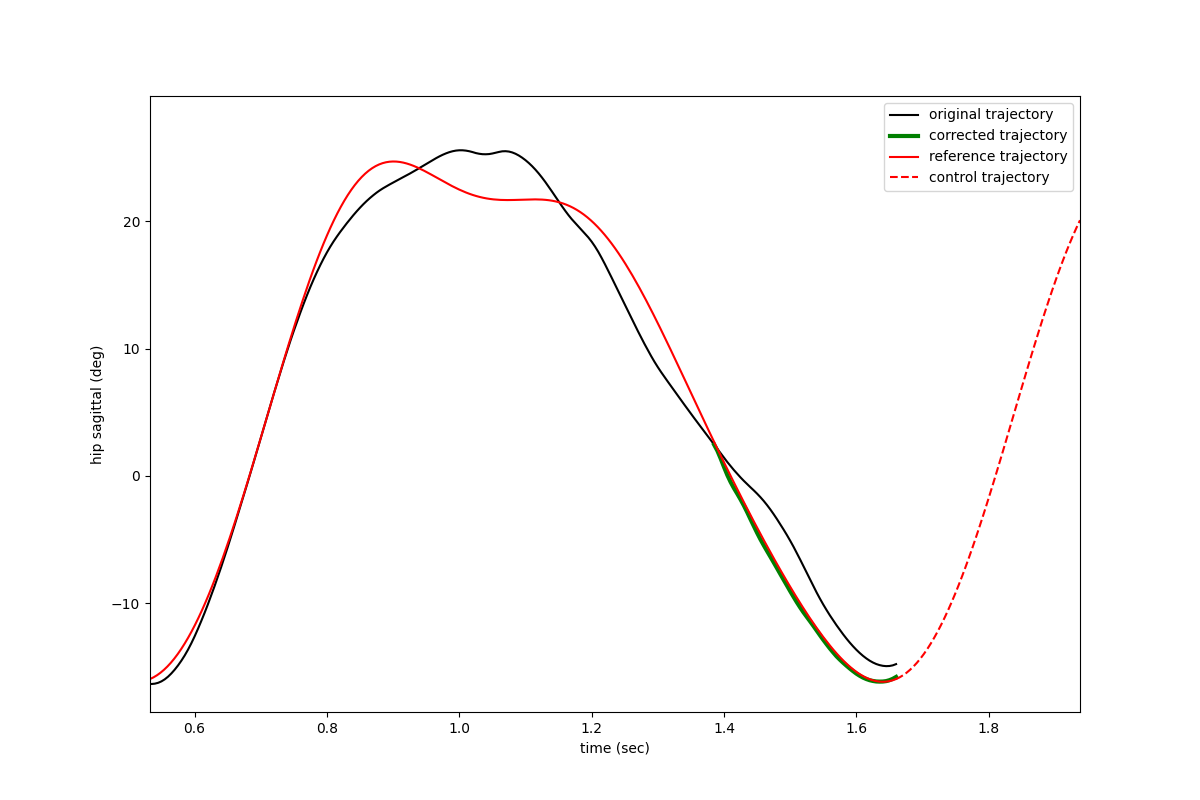 original trajectory
corrected trajectory
reference trajectory
control trajectory
20
10
0
−10
hip sagittal (deg)
0.6 0.8 1.0 1.2 1.4 1.6 1.8
time (sec)